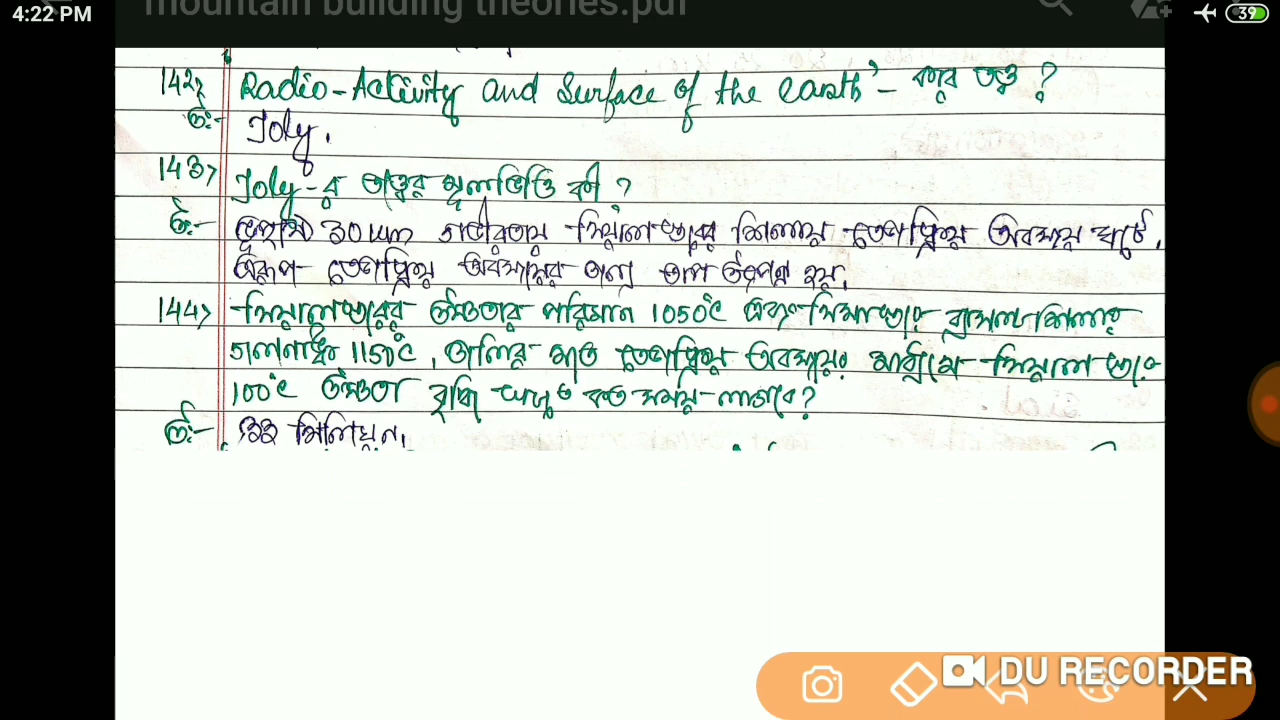 4:22 PM
mountain building theories.pdf
39
142) Radio-Activity and Surface of the earth' - কার তত্ত্ব ?
উঃ- Joly.
143) Joly-র তত্ত্বের মূলভিত্তি কী ?
উঃ- 30 km গভীরতায় সিয়াল স্তরের শিলায় তেজস্ক্রিয় অবক্ষয় ঘটে.
এরূপ তেজস্ক্রিয় অবক্ষয়ের জন্য তাপ উৎপন্ন হয়.
144) সিয়ালস্তরের উষ্ণতার পরিমান 1050°C এবং সিমাস্তরে ব্যাসল্ট শিলার
গলনাঙ্ক 1150°C, জোলির মতে তেজস্ক্রিয় অবক্ষয়ের মাধ্যমে সিয়াল স্তরে
100°C উষ্ণতা বৃদ্ধি ঘটতে কত সময় লাগবে ?
উঃ- মিলিয়ন.
DU RECORDER